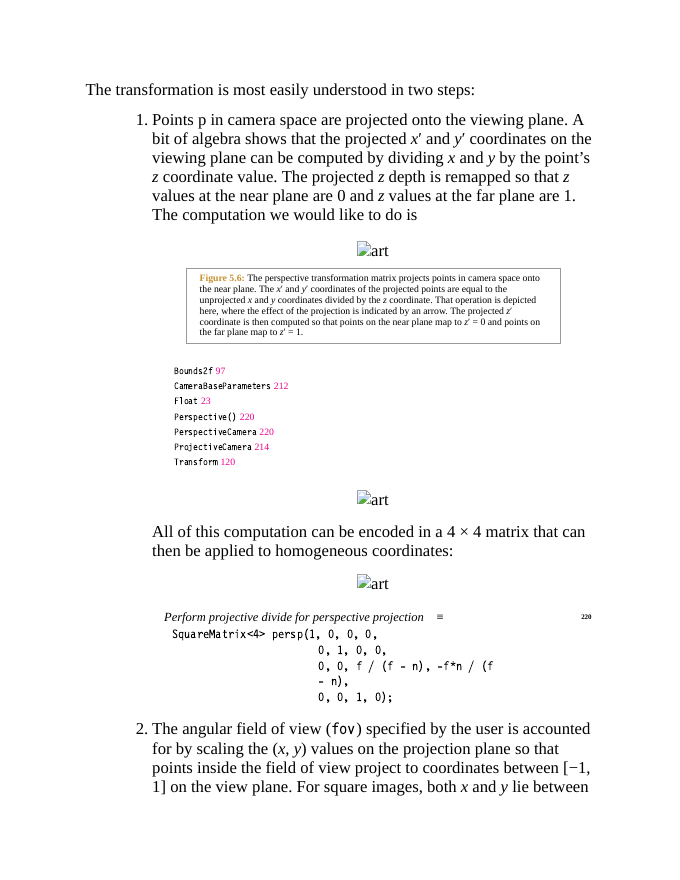 The transformation is most easily understood in two steps:
1. Points p in camera space are projected onto the viewing plane. A
bit of algebra shows that the projected x′ and y′ coordinates on the
viewing plane can be computed by dividing x and y by the point’s
z coordinate value. The projected z depth is remapped so that z
values at the near plane are 0 and z values at the far plane are 1.
The computation we would like to do is
art
Figure 5.6: The perspective transformation matrix projects points in camera space onto
the near plane. The x′ and y′ coordinates of the projected points are equal to the
unprojected x and y coordinates divided by the z coordinate. That operation is depicted
here, where the effect of the projection is indicated by an arrow. The projected z′
coordinate is then computed so that points on the near plane map to z′ = 0 and points on
the far plane map to z′ = 1.
Bounds2f 97
CameraBaseParameters 212
Float 23
Perspective() 220
PerspectiveCamera 220
ProjectiveCamera 214
Transform 120
art
All of this computation can be encoded in a 4 × 4 matrix that can
then be applied to homogeneous coordinates:
art
Perform projective divide for perspective projection ≡ 220
SquareMatrix<4> persp(1, 0, 0, 0,
0, 1, 0, 0,
0, 0, f / (f - n), -f*n / (f
- n),
0, 0, 1, 0);
2. The angular field of view (fov) specified by the user is accounted
for by scaling the (x, y) values on the projection plane so that
points inside the field of view project to coordinates between [−1,
1] on the view plane. For square images, both x and y lie between